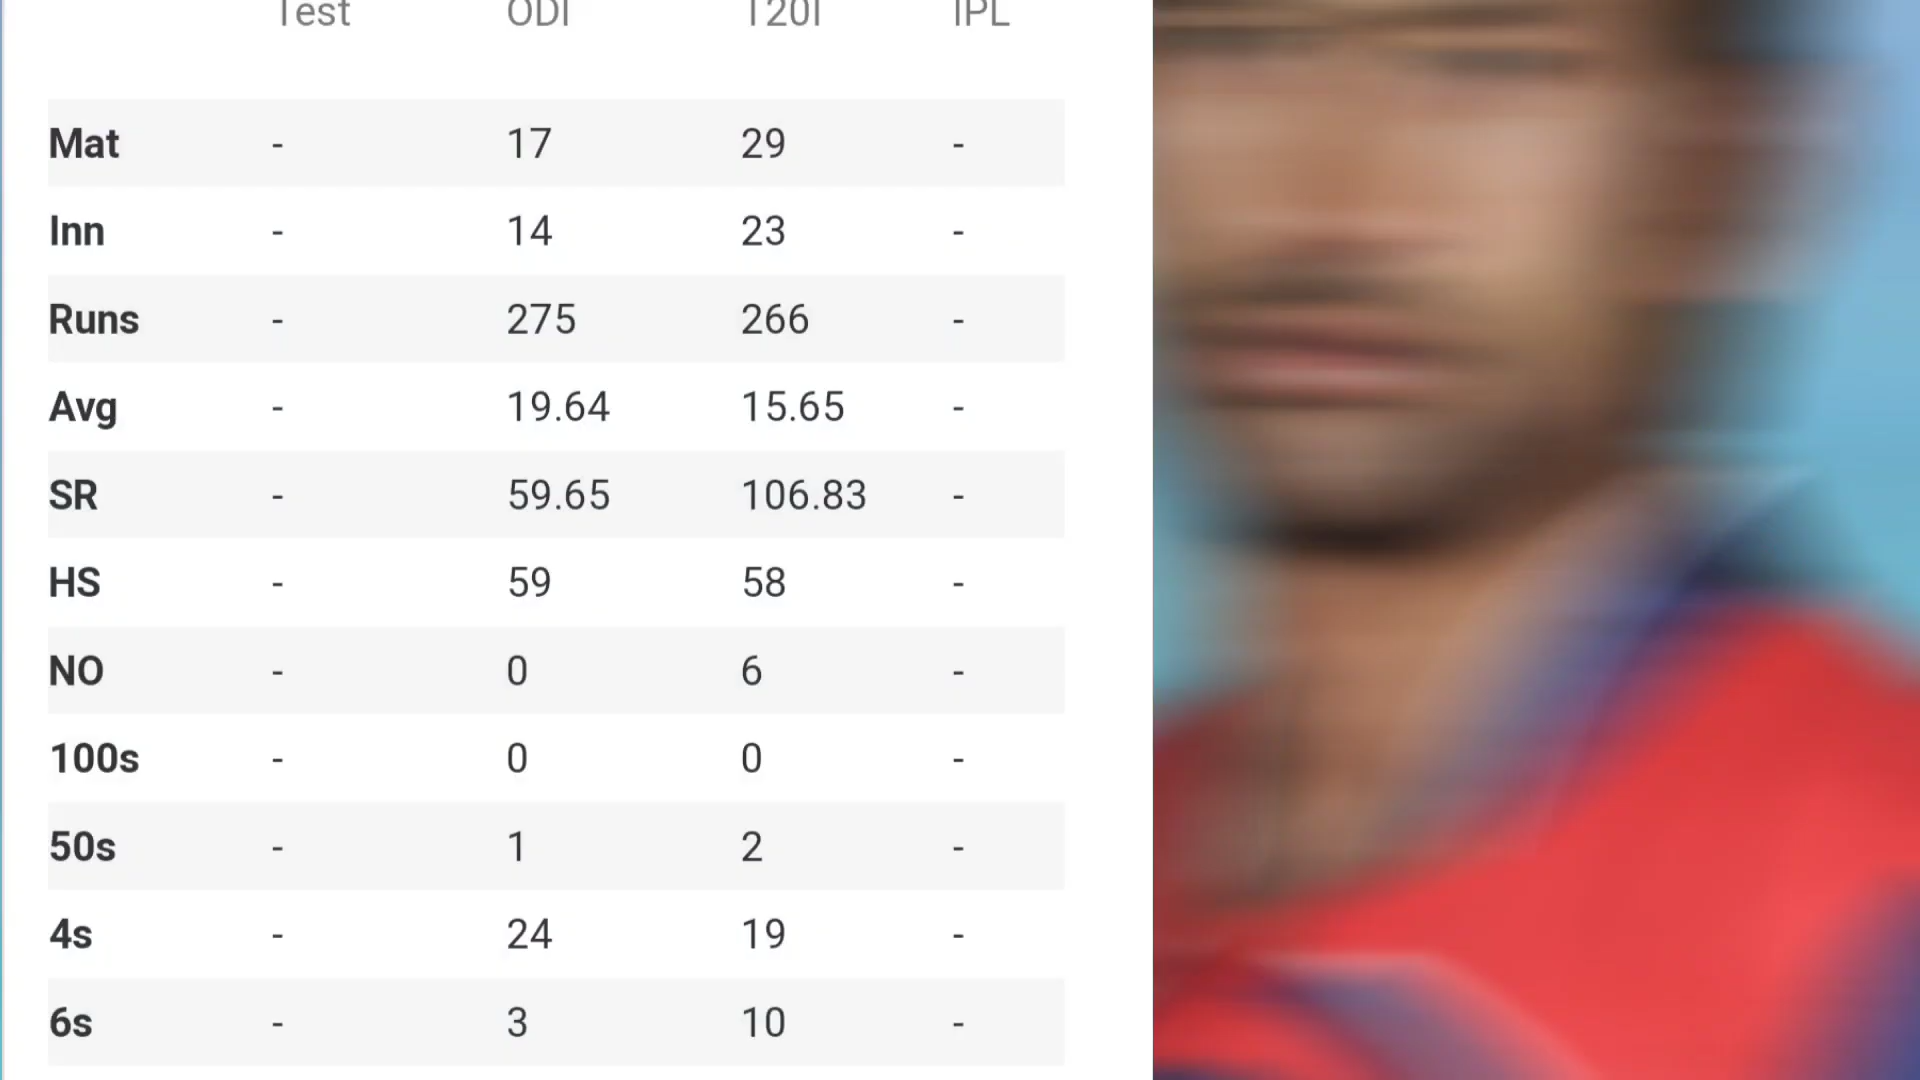 Test ODI T20I IPL
Mat - 17 29 -
Inn - 14 23 -
Runs - 275 266 -
Avg - 19.64 15.65 -
SR - 59.65 106.83 -
HS - 59 58 -
NO - 0 6 -
100s - 0 0 -
50s - 1 2 -
4s - 24 19 -
6s - 3 10 -